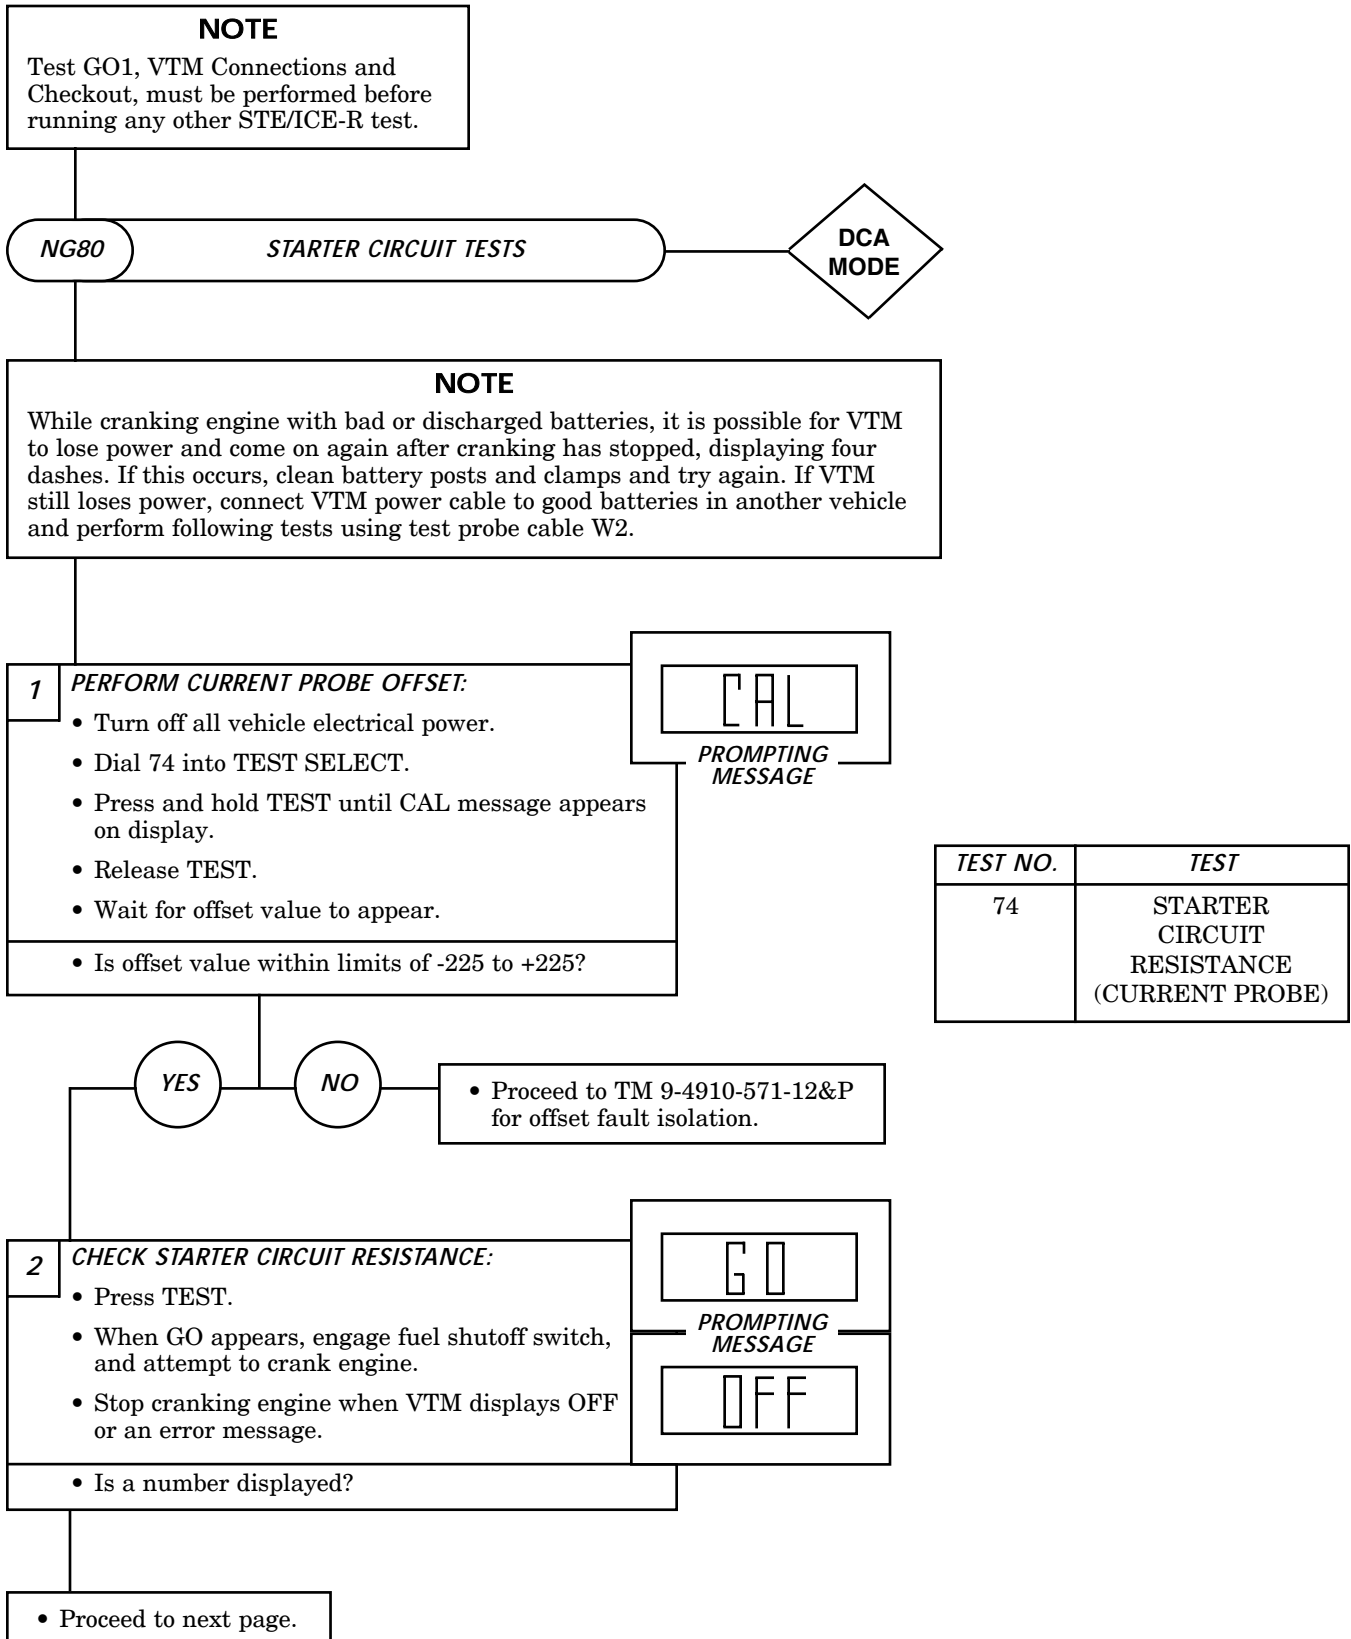 NOTE
Test GO1, VTM Connections and
Checkout, must be performed before
running any other STE/ICE-R test.
NG80
STARTER CIRCUIT TESTS
DCA
MODE
NOTE
While cranking engine with bad or discharged batteries, it is possible for VTM
to lose power and come on again after cranking has stopped, displaying four
dashes. If this occurs, clean battery posts and clamps and try again. If VTM
still loses power, connect VTM power cable to good batteries in another vehicle
and perform following tests using test probe cable W2.
1
PERFORM CURRENT PROBE OFFSET:
• Turn off all vehicle electrical power.
• Dial 74 into TEST SELECT.
• Press and hold TEST until CAL message appears
on display.
• Release TEST.
• Wait for offset value to appear.
• Is offset value within limits of -225 to +225?
CAL
PROMPTING
MESSAGE
TEST NO.
TEST
74
STARTER
CIRCUIT
RESISTANCE
(CURRENT PROBE)
YES
NO
• Proceed to TM 9-4910-571-12&P
for offset fault isolation.
2
CHECK STARTER CIRCUIT RESISTANCE:
• Press TEST.
• When GO appears, engage fuel shutoff switch,
and attempt to crank engine.
• Stop cranking engine when VTM displays OFF
or an error message.
• Is a number displayed?
GO
PROMPTING
MESSAGE
OFF
• Proceed to next page.